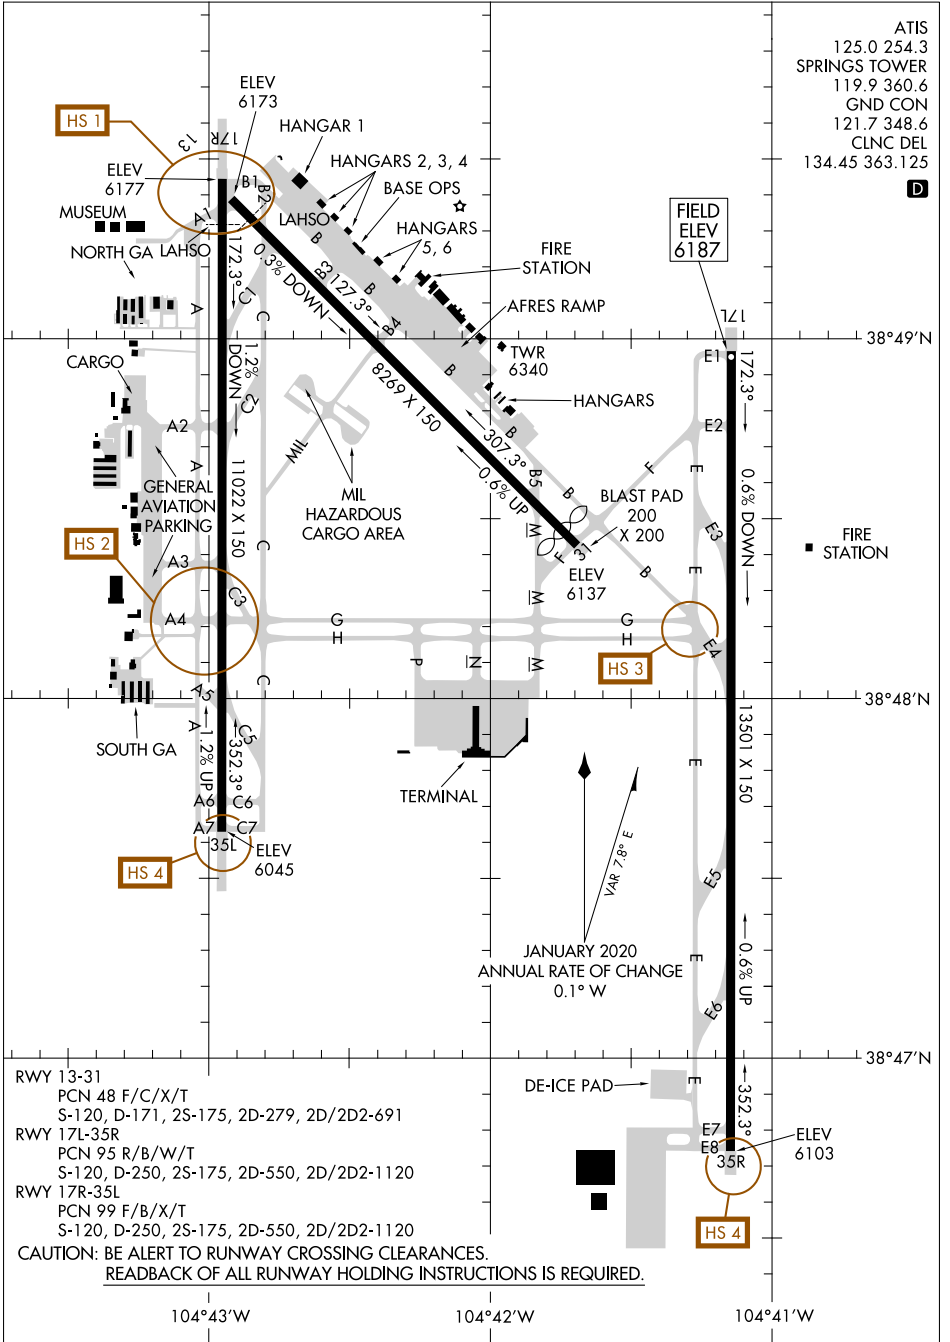 ATIS
125.0 254.3
SPRINGS TOWER
119.9 360.6
GND CON
121.7 348.6
CLNC DEL
134.45 363.125
D
HS 1
13
17R
ELEV
6173
ELEV
6177
HANGAR 1
HANGARS 2, 3, 4
BASE OPS
HANGARS
5, 6
FIRE
STATION
AFRES RAMP
TWR
6340
HANGARS
FIELD
ELEV
6187
17L
38°49'N
MUSEUM
NORTH GA
A1
B1
B2
LAHSO
LAHSO
172.3°
0.3% DOWN
B
B3
127.3°
B
B4
C1
C
A
1.2%
DOWN
C2
8269 X 150
B
E1
172.3°
E2
CARGO
A2
A
MIL
MIL
HAZARDOUS
CARGO AREA
307.3°
0.6% UP
B
B5
B
F
E
E3
0.6% DOWN
GENERAL
AVIATION
PARKING
11022 X 150
BLAST PAD
200
X 200
FIRE
STATION
HS 2
A3
C
C3
M
F
31
ELEV
6137
B
E
M
A4
G
H
G
H
E4
HS 3
P
N
M
A5
C
38°48'N
A
SOUTH GA
1.2% UP
352.3°
C5
TERMINAL
13501 X 150
E
A6
C6
A7
C7
35L
ELEV
6045
HS 4
VAR 7.8° E
E5
JANUARY 2020
ANNUAL RATE OF CHANGE
0.1° W
E
0.6% UP
E6
38°47'N
DE-ICE PAD
E
352.3°
E7
E8
35R
ELEV
6103
HS 4
RWY 13-31
PCN 48 F/C/X/T
S-120, D-171, 2S-175, 2D-279, 2D/2D2-691
RWY 17L-35R
PCN 95 R/B/W/T
S-120, D-250, 2S-175, 2D-550, 2D/2D2-1120
RWY 17R-35L
PCN 99 F/B/X/T
S-120, D-250, 2S-175, 2D-550, 2D/2D2-1120
CAUTION: BE ALERT TO RUNWAY CROSSING CLEARANCES.
READBACK OF ALL RUNWAY HOLDING INSTRUCTIONS IS REQUIRED.
104°43'W
104°42'W
104°41'W